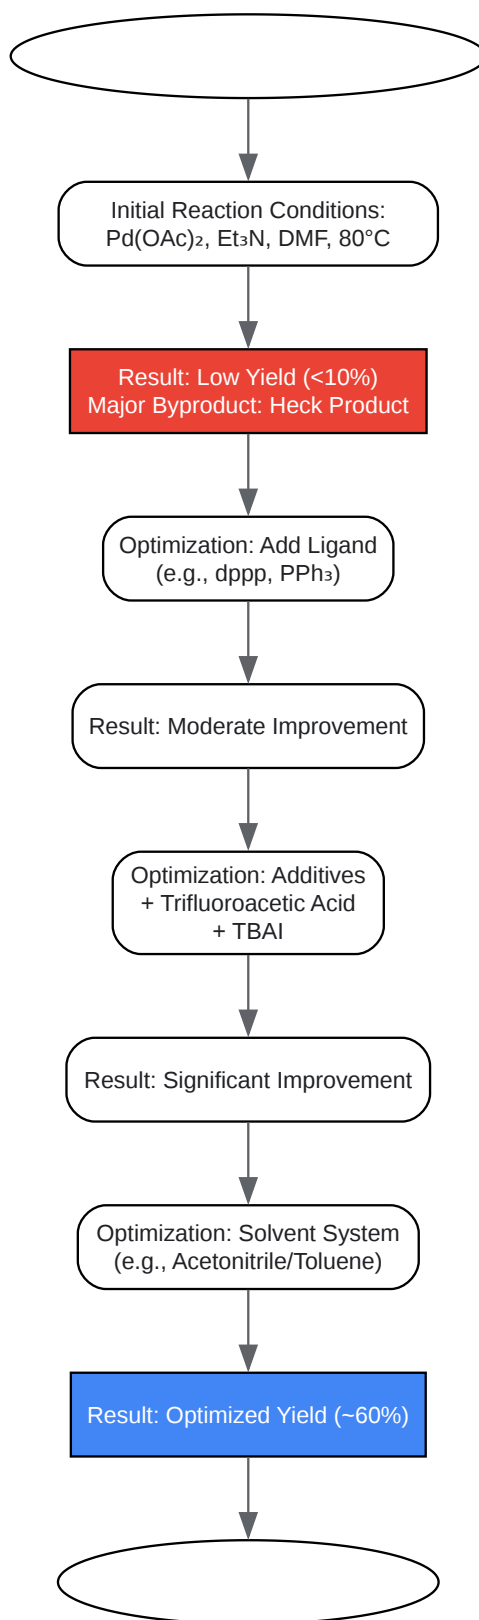 Initial Reaction Conditions:
Pd(OAc)₂, Et₃N, DMF, 80°C
Result: Low Yield (<10%)
Major Byproduct: Heck Product
Optimization: Add Ligand
(e.g., dppp, PPh₃)
Result: Moderate Improvement
Optimization: Additives
+ Trifluoroacetic Acid
+ TBAI
Result: Significant Improvement
Optimization: Solvent System
(e.g., Acetonitrile/Toluene)
Result: Optimized Yield (~60%)